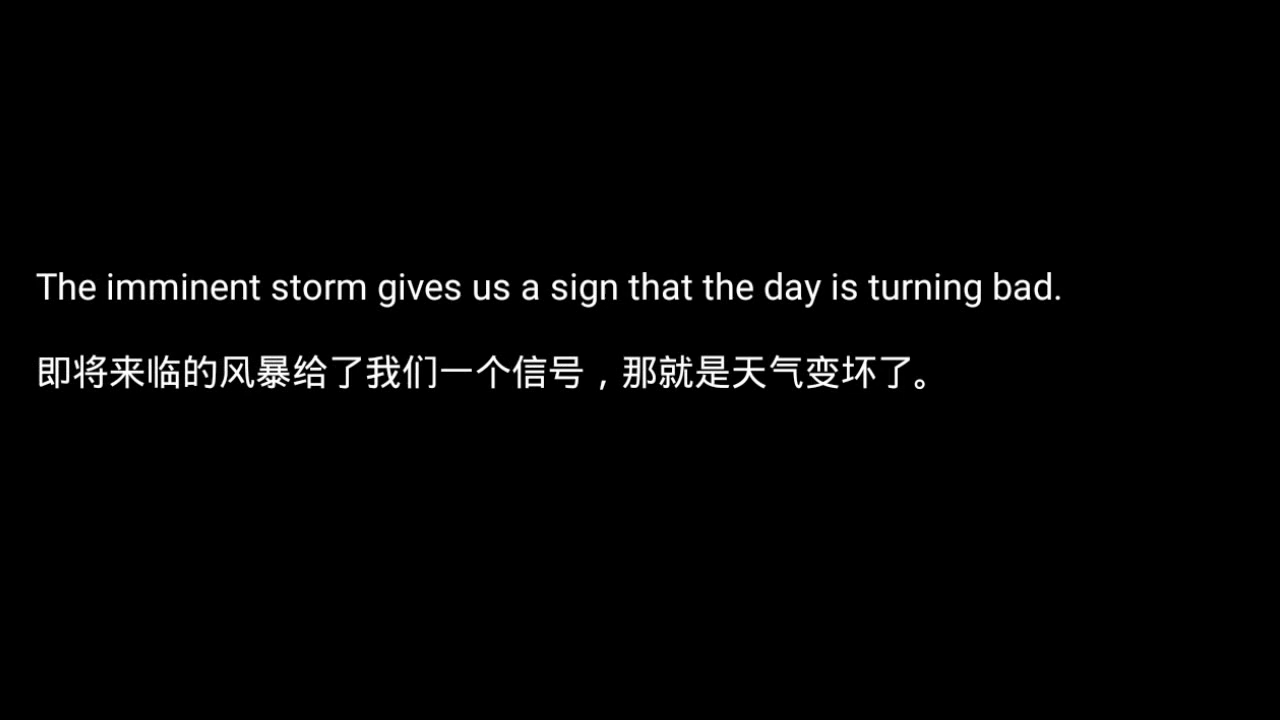 The imminent storm gives us a sign that the day is turning bad.
即将来临的风暴给了我们一个信号，那就是天气变坏了。